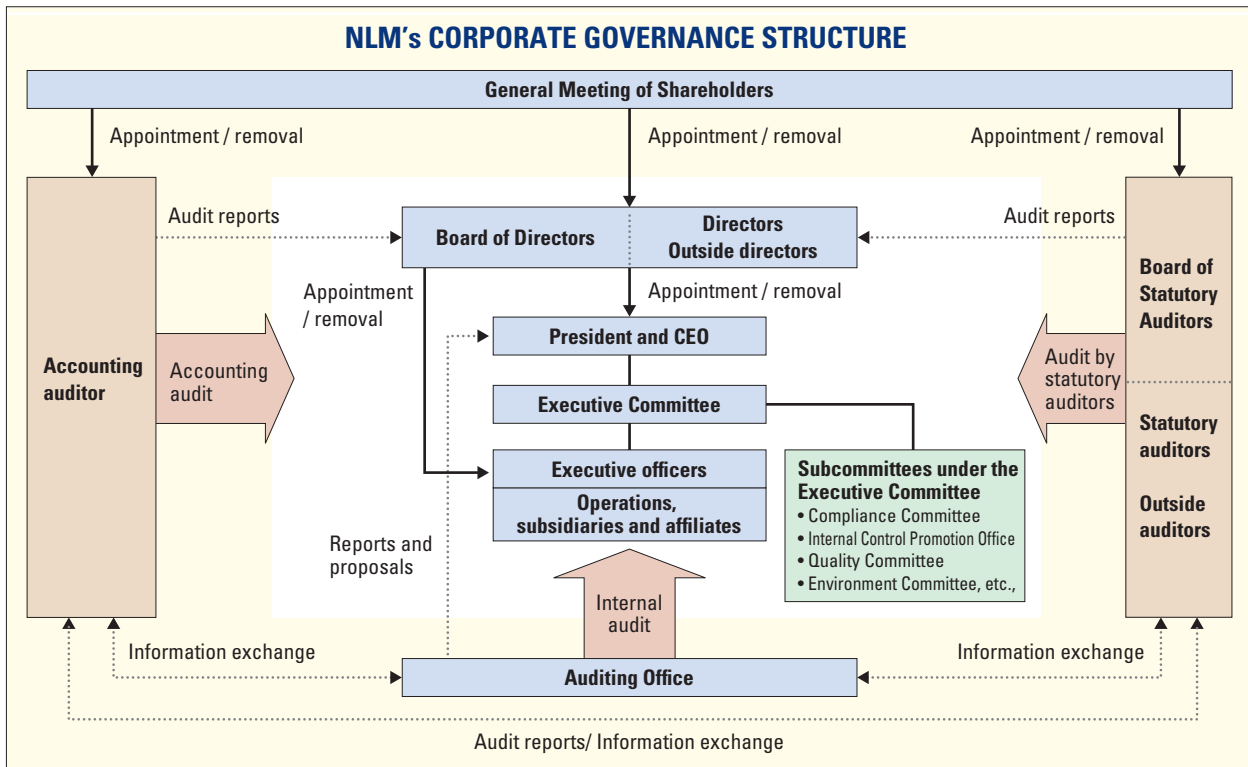 NLM's CORPORATE GOVERNANCE STRUCTURE
General Meeting of Shareholders
Appointment / removal
Appointment / removal
Appointment / removal
Audit reports
Board of Directors
Directors
Outside directors
Audit reports
Board of
Statutory
Auditors
Appointment
/ removal
Appointment / removal
President and CEO
Accounting
auditor
Accounting
audit
Audit by
statutory
auditors
Executive Committee
Statutory
auditors
Outside
auditors
Executive officers
Operations,
subsidiaries and affiliates
Subcommittees under the
Executive Committee
• Compliance Committee
• Internal Control Promotion Office
• Quality Committee
• Environment Committee, etc.,
Reports and
proposals
Internal
audit
Information exchange
Information exchange
Auditing Office
Audit reports/ Information exchange